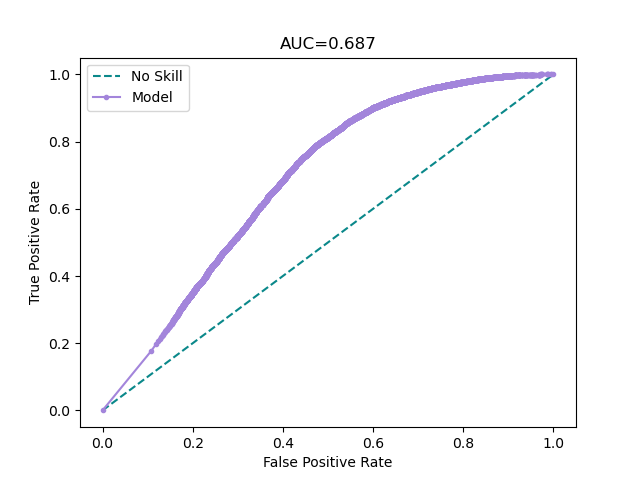 AUC=0.687
No Skill
Model
1.0
0.8
0.6
0.4
0.2
0.0
True Positive Rate
0.0 0.2 0.4 0.6 0.8 1.0
False Positive Rate